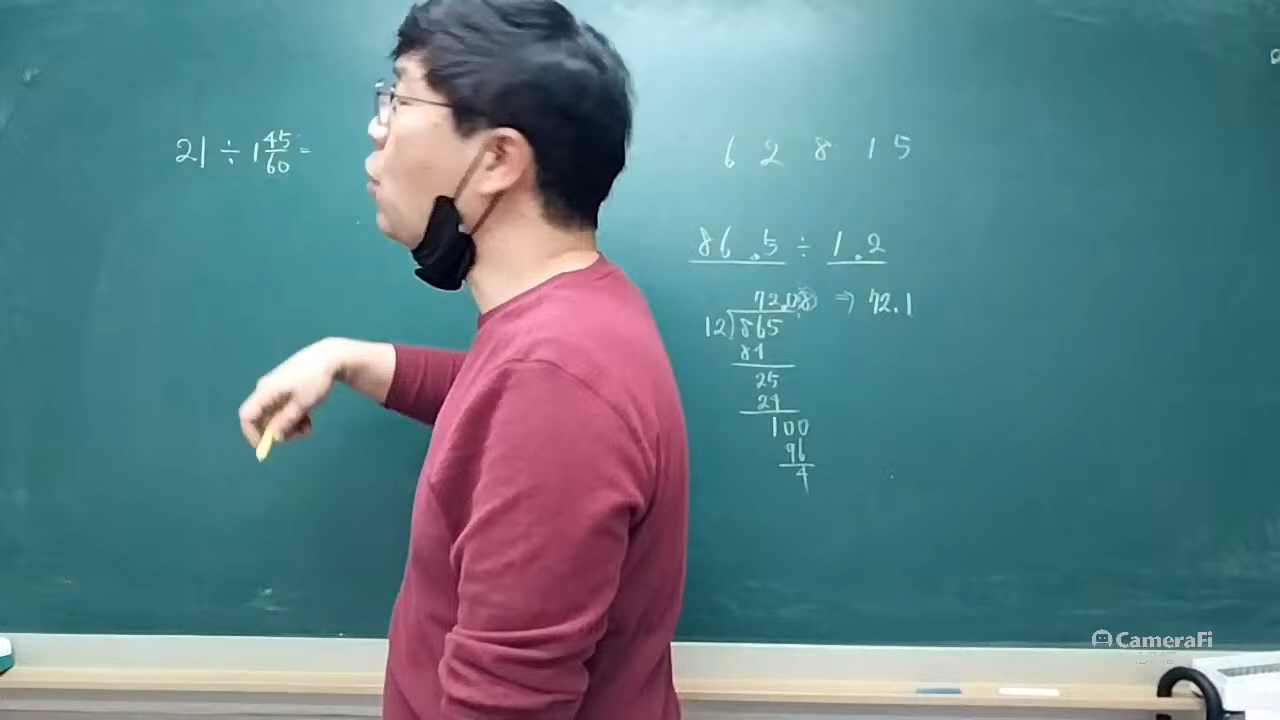 21 ÷ 1 45/60 =
6 2 8 1 5
86.5 ÷ 1.2
72.08 ⇒ 72.1
12)865
84
25
24
100
96
4
CameraFi